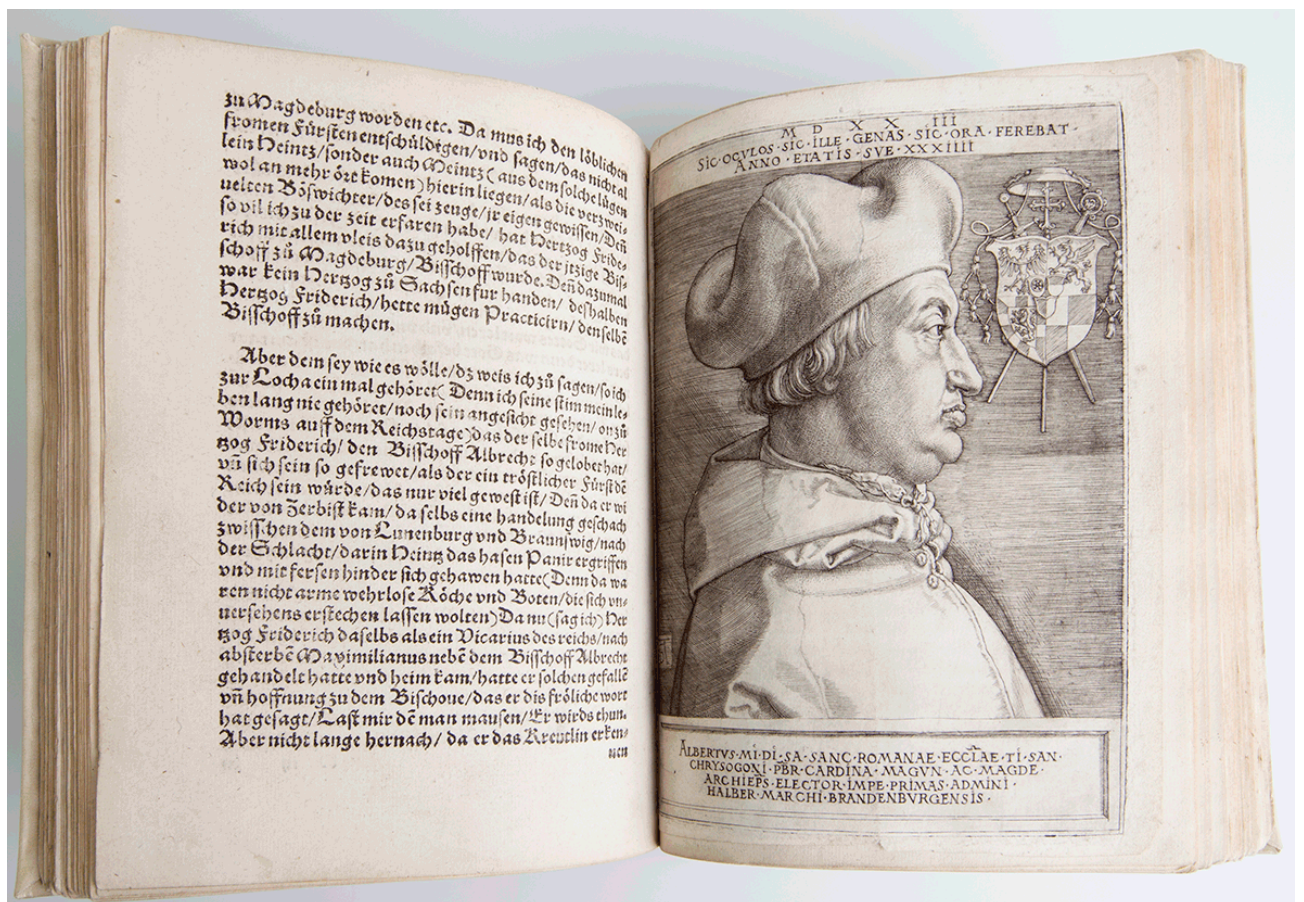 zu Magdeburg worden etc. Da mus ich den löblichen
fromen Fürsten entschüldigen/vnd sagen/das nicht al
lein Heintz/sonder auch Meintz( aus dem solche lügen
wol an mehr ört komen) hierin liegen/als die verzwei-
uelten Böswichter/des sei zeuge/jr eigen gewissen/Deñ
so vil ich zu der zeit erfaren habe/ hat Hertzog Fride-
rich mit allem vleis dazu geholffen/das der jtzige Bis-
schoff zů Magdeburg/Bisschoff wurde. Deñ dazumal
war kein Hertzog zů Sachsen fur handen/ deshalben
Hertzog Friderich/hette mügen Practicirn/ denselbē
Bisschoff zů machen.
Aber dem sey wie es wölle/dz weis ich zů sagen/so ich
zur Locha ein mal gehöret( Denn ich seine stim mein le-
ben lang nie gehöret/noch sein angesicht gesehen/on zů
Worms auff dem Reichstage)das der selbe frome Her
tzog Friderich/ den Bisschoff Albrecht so gelobet hat/
vñ sich sein so gefrewet/als der ein tröstlicher Fürst dē
Reich sein würde/das nur viel gewest ist/ Deñ da er wi
der von Zerbist kam/ da selbs eine handelung geschach
zwisschen dem von Lunenburg vnd Braunswig/nach
der Schlacht/darin Heintz das hasen Panir ergriffen
vnd mit fersen hinder sich gehawen hatte(Denn da wa
ren nicht arme wehrlose Köche vnd Boten/die sich vn-
uersehens erstechen lassen wolten)Da nu(sag ich) Her
tzog Friderich daselbs als ein Vicarius des reichs/nach
absterbē Maximilianus nebē dem Bisschoff Albrecht
gehandelt hatte vnd heim kam/hatte er solchen gefallē
vñ hoffnung zu dem Bischoue/das er dis fröliche wort
hat gesagt/Last mir dē man mausen/Er wirds thun.
Aber nicht lange hernach/ da er das Kreutlin erken-
nen
M D X X III
SIC·OCVLOS·SIC·ILLE·GENAS·SIC·ORA·FEREBAT·
ANNO·ETATIS·SVE·XXXIIII
ALBERTVS·MI·DI·SA·SANC·ROMANAE·ECCLAE·TI·SAN·
CHRYSOGONI·PBR·CARDINA·MAGVN·AC·MAGDE·
ARCHIEPS·ELECTOR·IMPE·PRIMAS·ADMINI·
HALBER·MARCHI·BRANDENBVRGENSIS·